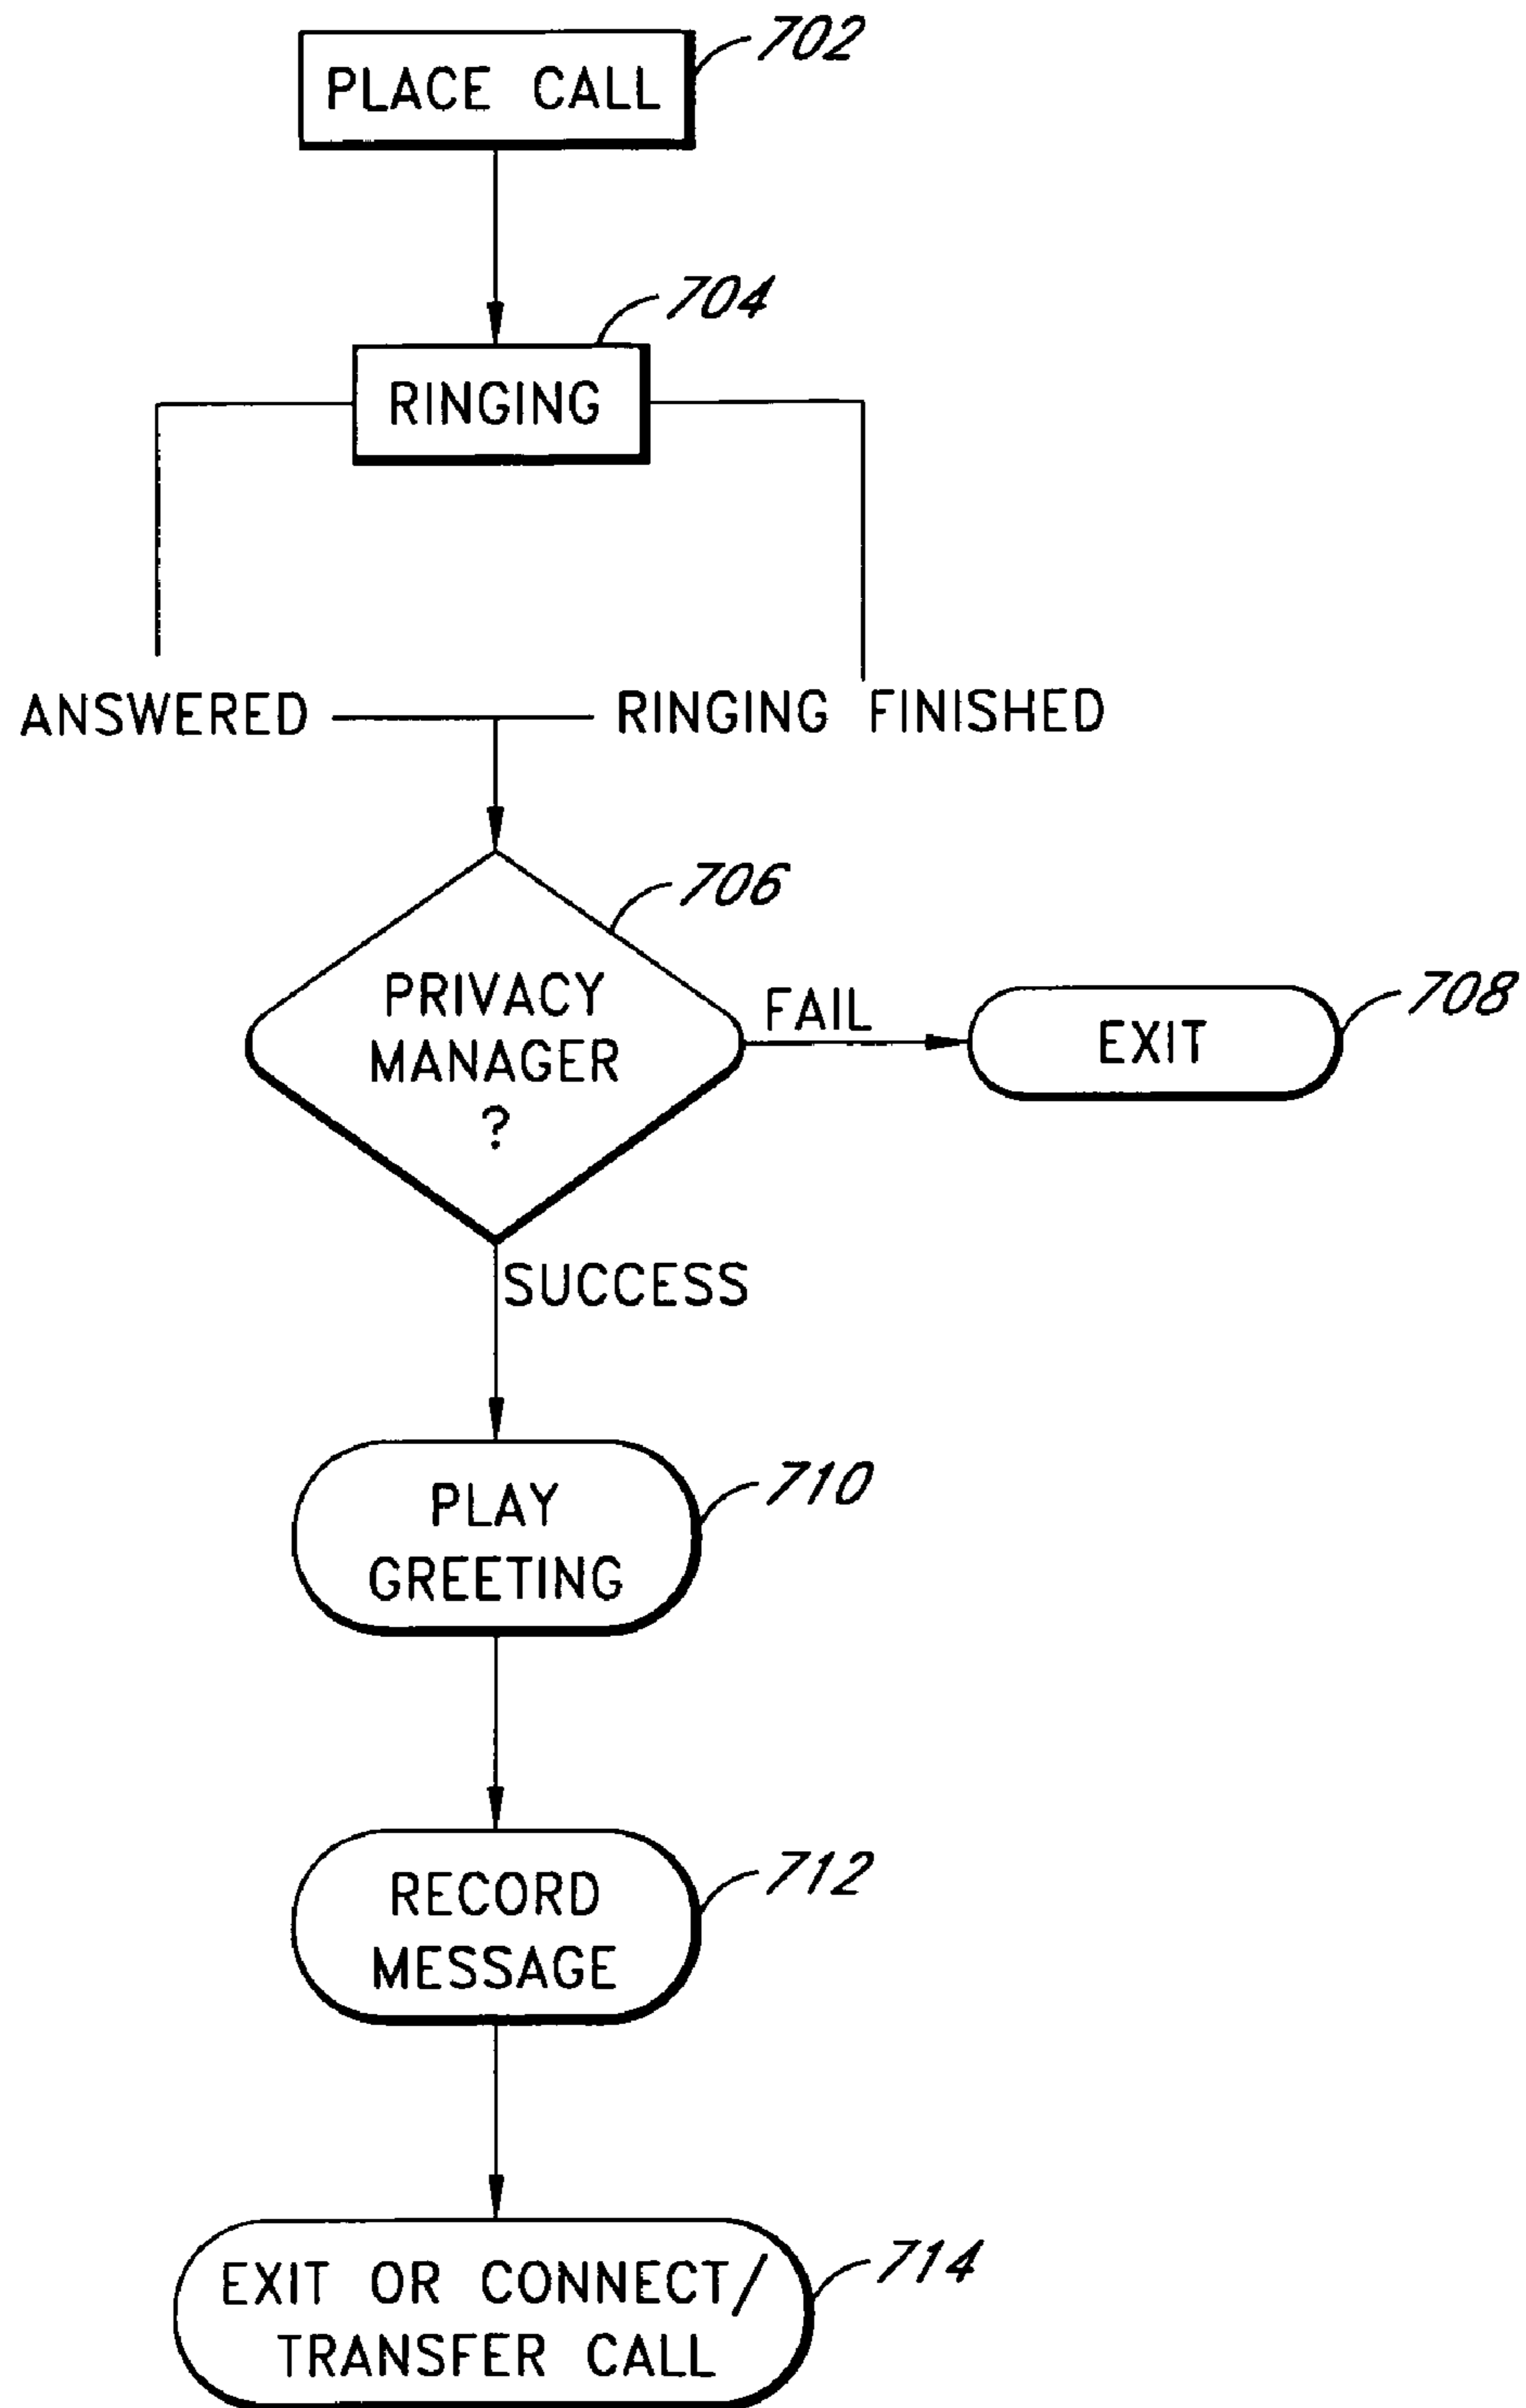 702
PLACE CALL
704
RINGING
ANSWERED
RINGING FINISHED
706
PRIVACY
MANAGER
?
FAIL
708
EXIT
SUCCESS
710
PLAY
GREETING
712
RECORD
MESSAGE
714
EXIT OR CONNECT/
TRANSFER CALL